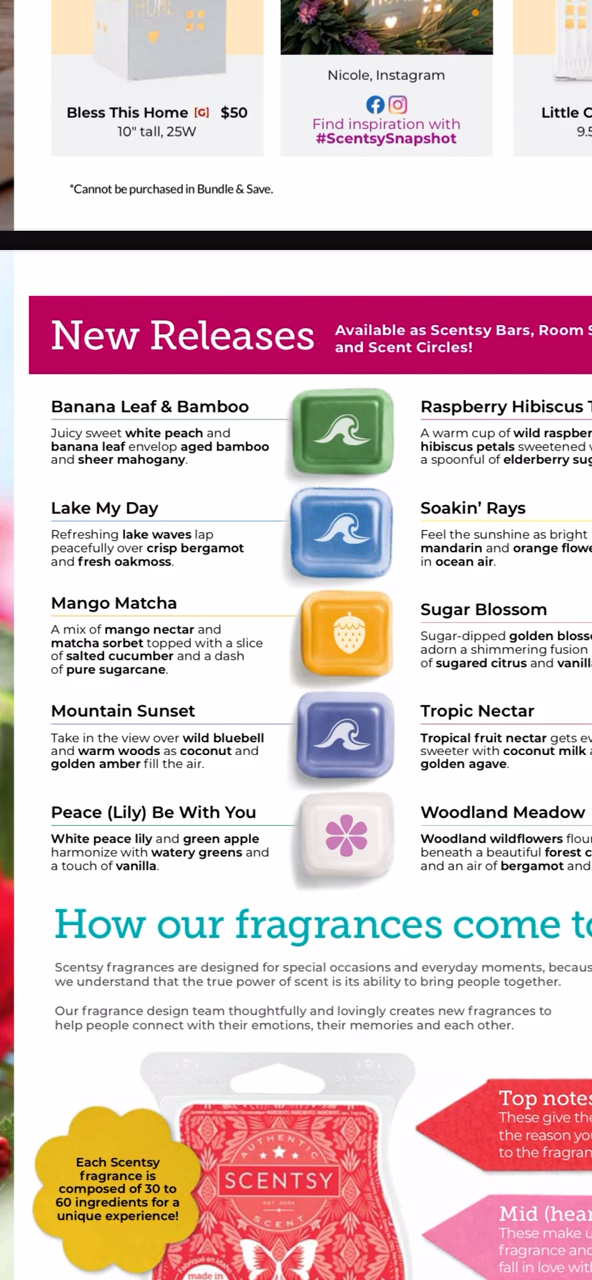 HOME
Bless This Home [G] $50
10" tall, 25W
Nicole, Instagram
Find inspiration with
#ScentsySnapshot
Little
9.5
*Cannot be purchased in Bundle & Save.
New Releases
Available as Scentsy Bars, Room
and Scent Circles!
Banana Leaf & Bamboo
Juicy sweet white peach and
banana leaf envelop aged bamboo
and sheer mahogany.
Raspberry Hibiscus
A warm cup of wild
hibiscus petals sweetened
a spoonful of elderberry
Lake My Day
Refreshing lake waves lap
peacefully over crisp bergamot
and fresh oakmoss.
Soakin' Rays
Feel the sunshine as bright
mandarin and orange
in ocean air.
Mango Matcha
A mix of mango nectar and
matcha sorbet topped with a slice
of salted cucumber and a dash
of pure sugarcane.
Sugar Blossom
Sugar-dipped golden
adorn a shimmering fusion
of sugared citrus and
Mountain Sunset
Take in the view over wild bluebell
and warm woods as coconut and
golden amber fill the air.
Tropic Nectar
Tropical fruit nectar gets
sweeter with coconut milk
golden agave.
Peace (Lily) Be With You
White peace lily and green apple
harmonize with watery greens and
a touch of vanilla.
Woodland Meadow
Woodland wildflowers
beneath a beautiful forest
and an air of bergamot and
How our fragrances come
Scentsy fragrances are designed for special occasions and everyday moments,
we understand that the true power of scent is its ability to bring people together.
Our fragrance design team thoughtfully and lovingly creates new fragrances to
help people connect with their emotions, their memories and each other.
Each Scentsy
fragrance is
composed of 30 to
60 ingredients for a
unique experience!
AUTHENTIC
SCENTSY
EST. 2004
SCENT
made in
Top notes
These give the
the reason you
to the
Mid
These make
fragrance and
fall in love with